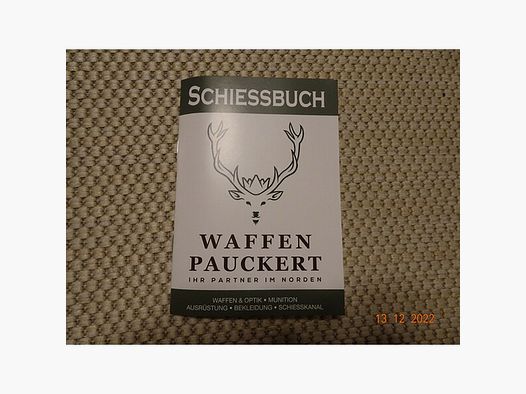 SCHIESSBUCH
WAFFEN
PAUCKERT
IHR PARTNER IM NORDEN
WAFFEN & OPTIK • MUNITION
AUSRÜSTUNG • BEKLEIDUNG • SCHIESSKANAL
13 12 2022